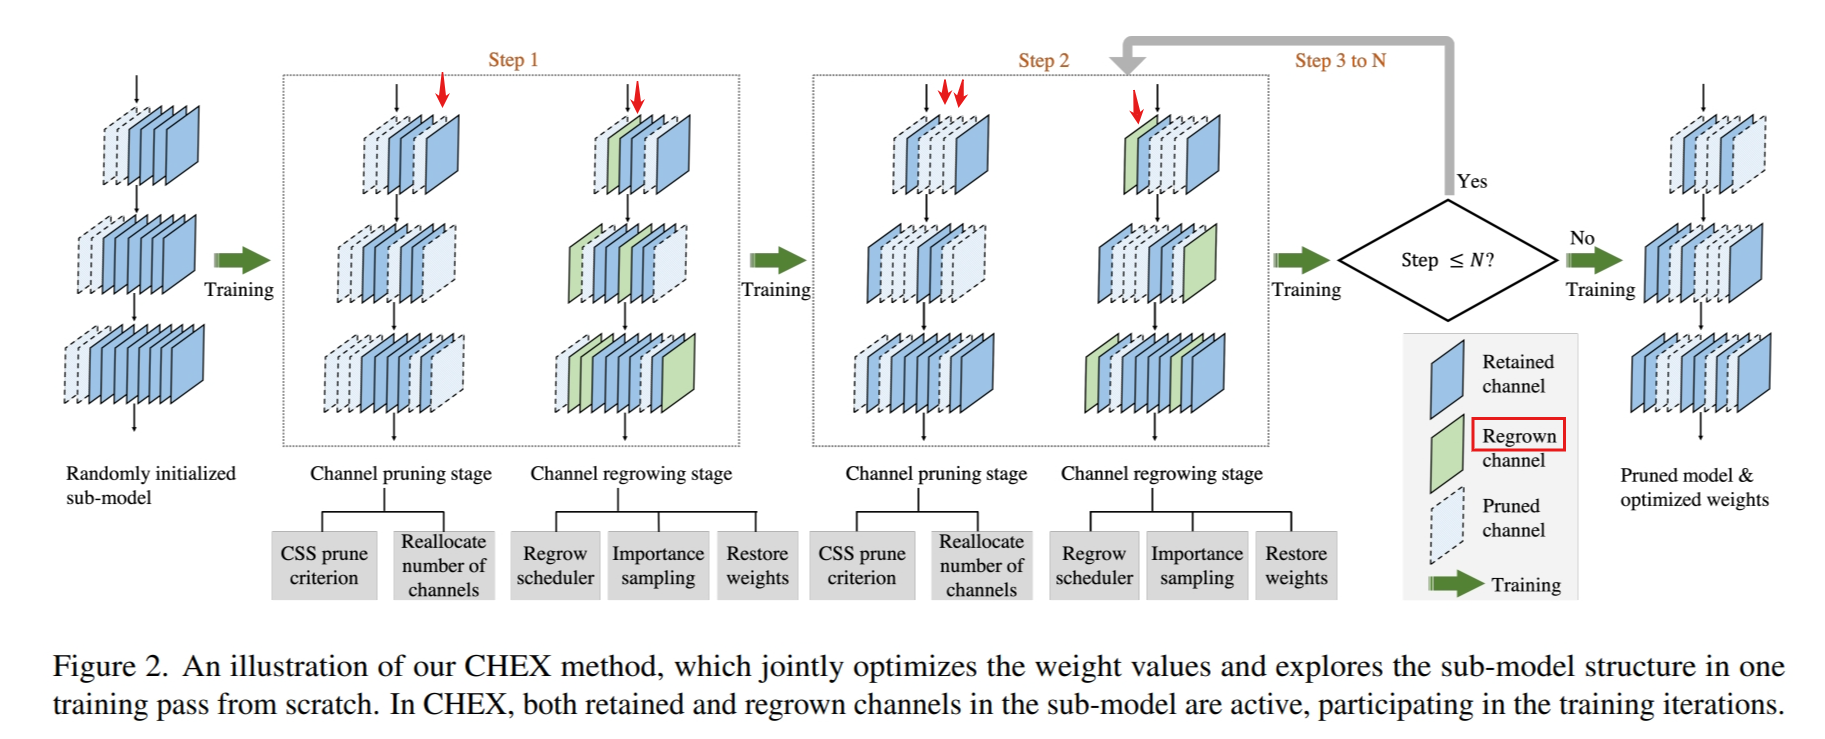 Step 1
Step 2
Step 3 to N
Yes
Step ≤ N?
No
Training
Training
Training
Training
Retained
channel
Regrown
channel
Pruned
channel
Training
Randomly initialized
sub-model
Channel pruning stage
Channel regrowing stage
Channel pruning stage
Channel regrowing stage
Pruned model &
optimized weights
CSS prune
criterion
Reallocate
number of
channels
Regrow
scheduler
Importance
sampling
Restore
weights
CSS prune
criterion
Reallocate
number of
channels
Regrow
scheduler
Importance
sampling
Restore
weights
Figure 2. An illustration of our CHEX method, which jointly optimizes the weight values and explores the sub-model structure in one
training pass from scratch. In CHEX, both retained and regrown channels in the sub-model are active, participating in the training iterations.